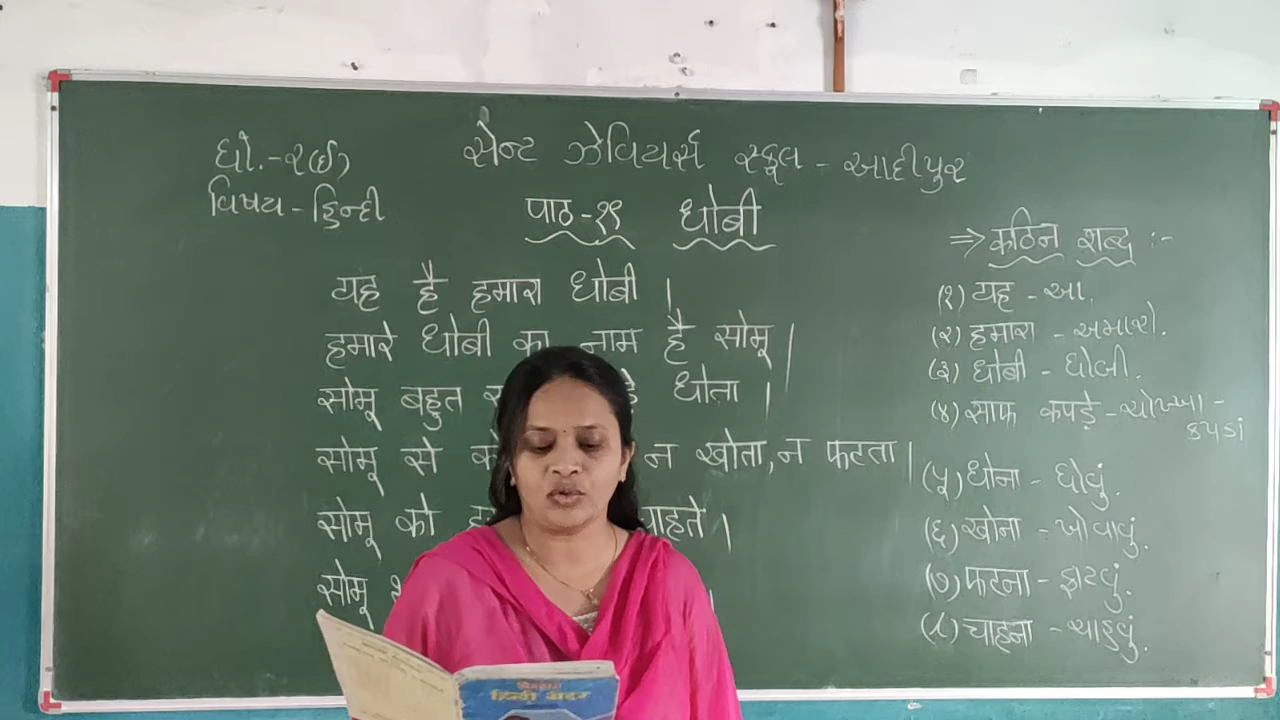 ધો.-૨(ઈ)
વિષય - હિન્દી
સેન્ટ ઝેવિયર્સ સ્કૂલ - આદીપુર
पाठ-१९ धोबी
यह है हमारा धोबी ।
हमारे धोबी का नाम है सोमू |
सोमू बहुत धोता ।
सोमू से न खोता, न फटता |
सोमू को चाहते ।
सोमू
⇒ कठिन शब्द :-
(१) यह - આ.
(२) हमारा - અમારો.
(३) धोबी - ધોબી.
(४) साफ कपड़े - ચોખ્ખા -
કપડાં
(५) धोना - ધોવું.
(६) खोना - ખોવાવું.
(७) फटना - ફાટવું.
(८) चाहना - ચાહવું.
हिन्दी